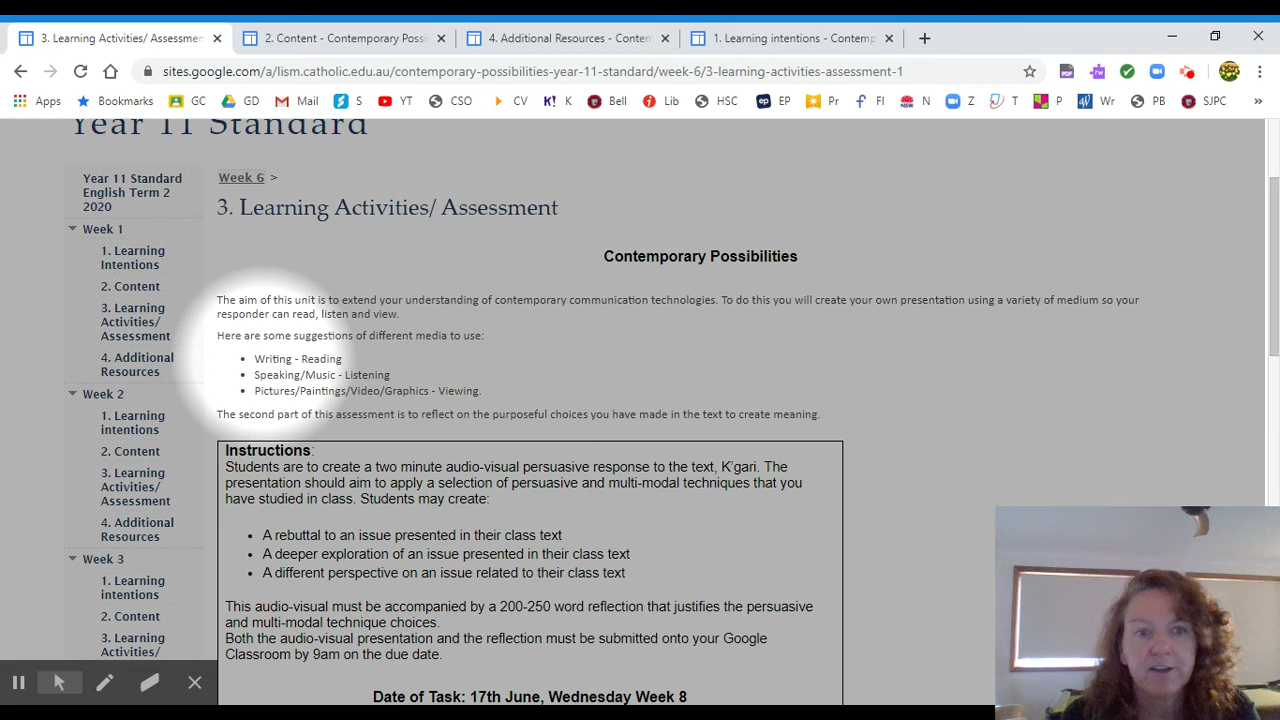 3. Learning Activities/ Assessmen
2. Content - Contemporary Possi
4. Additional Resources - Conten
1. Learning intentions - Contemp
sites.google.com/a/lism.catholic.edu.au/contemporary-possibilities-year-11-standard/week-6/3-learning-activities-assessment-1
Apps Bookmarks GC GD Mail S YT CSO CV K! K Bell Lib HSC ep EP Pr FI N Z T P Wr PB SJPC »
Year 11 Standard
Year 11 Standard
English Term 2
2020
Week 1
1. Learning
Intentions
2. Content
3. Learning
Activities/
Assessment
4. Additional
Resources
Week 2
1. Learning
intentions
2. Content
3. Learning
Activities/
Assessment
4. Additional
Resources
Week 3
1. Learning
intentions
2. Content
3. Learning
Activities/
Week 6 >
3. Learning Activities/ Assessment
Contemporary Possibilities
The aim of this unit is to extend your understanding of contemporary communication technologies. To do this you will create your own presentation using a variety of medium so your
responder can read, listen and view.
Here are some suggestions of different media to use:
• Writing - Reading
• Speaking/Music - Listening
• Pictures/Paintings/Video/Graphics - Viewing.
The second part of this assessment is to reflect on the purposeful choices you have made in the text to create meaning.
Instructions:
Students are to create a two minute audio-visual persuasive response to the text, K'gari. The
presentation should aim to apply a selection of persuasive and multi-modal techniques that you
have studied in class. Students may create:
• A rebuttal to an issue presented in their class text
• A deeper exploration of an issue presented in their class text
• A different perspective on an issue related to their class text
This audio-visual must be accompanied by a 200-250 word reflection that justifies the persuasive
and multi-modal technique choices.
Both the audio-visual presentation and the reflection must be submitted onto your Google
Classroom by 9am on the due date.
Date of Task: 17th June, Wednesday Week 8